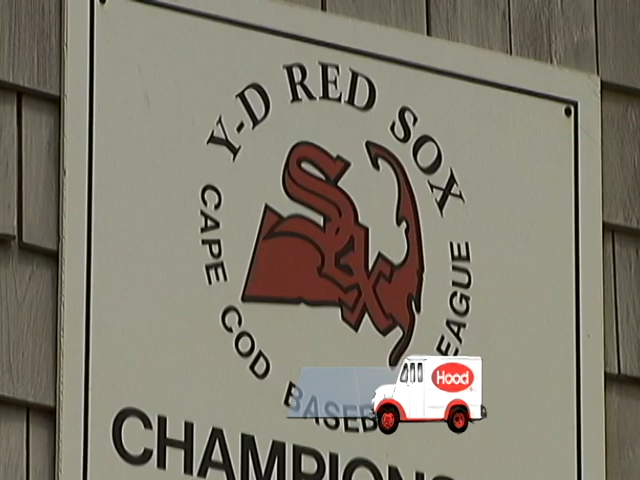 Y-D RED SOX
CAPE COD BASEB
EAGUE
Hood
CHAMPIONS